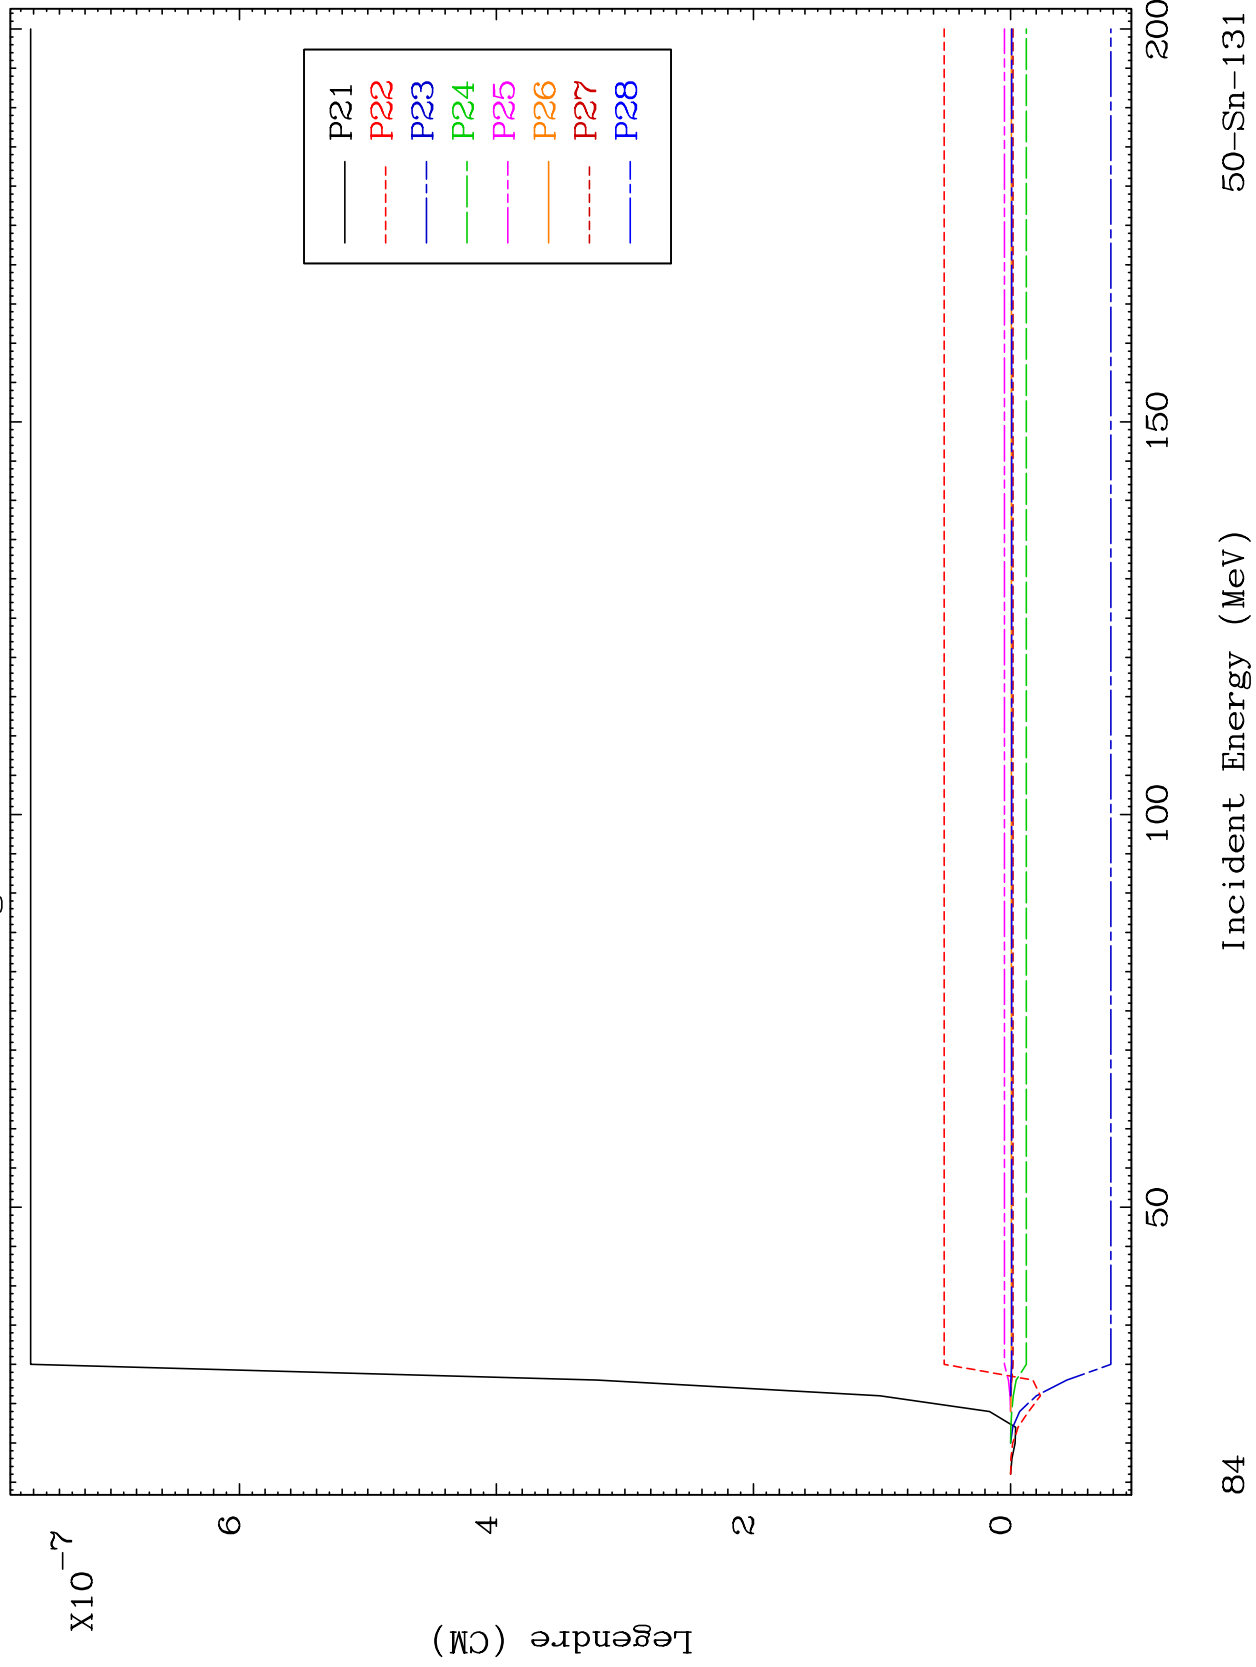 X10
-7
6
4
2
0
Legendre (CM)
P21
P22
P23
P24
P25
P26
P27
P28
50
100
150
200
Incident Energy (MeV)
84
50-Sn-131